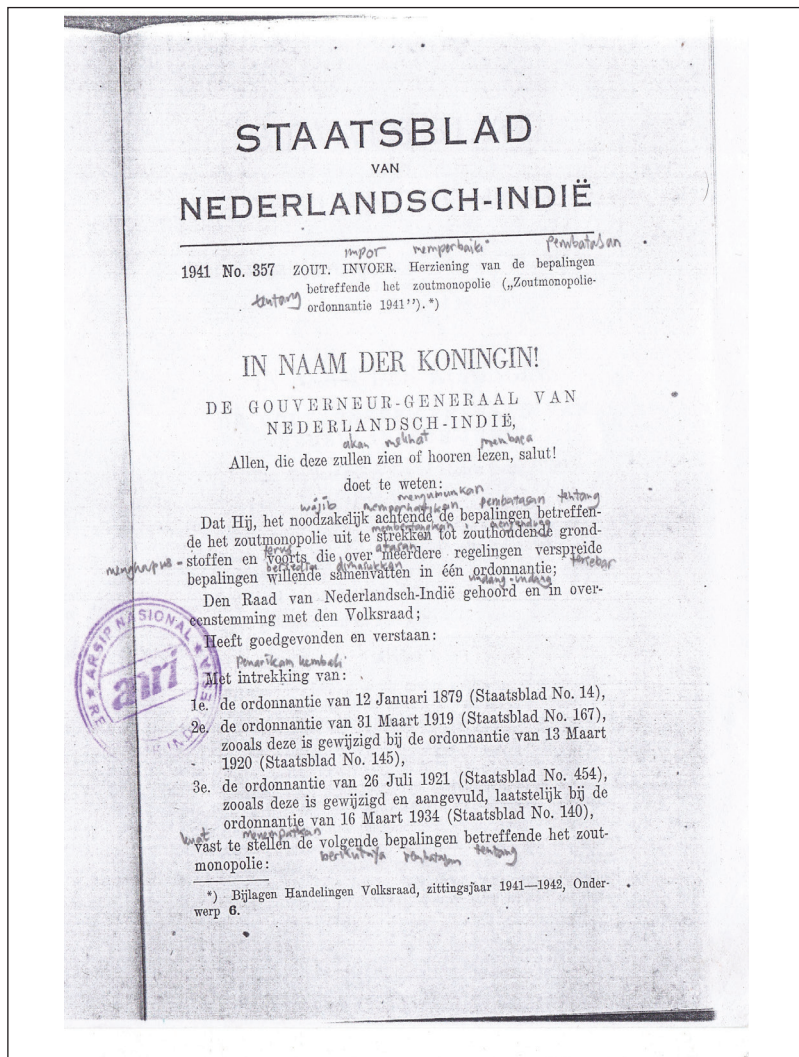 STAATSBLAD
VAN
NEDERLANDSCH-INDIË
impor memperbaiki pembatasan
1941 No. 357 ZOUT. INVOER. Herziening van de bepalingen
betreffende het zoutmonopolie („Zoutmonopolie-
tentang
ordonnantie 1941’’). *)
IN NAAM DER KONINGIN!
DE GOUVERNEUR-GENERAAL VAN
NEDERLANDSCH-INDIË,
akan melihat membaca
Allen, die deze zullen zien of hooren lezen, salut!
doet te weten:
mengumumkan
wajib memperhatikan pembatasan tentang
Dat Hij, het noodzakelijk achtende de bepalingen betreffen-
de het zoutmonopolie uit te strekken tot zouthoudende grond-
menghapus - stoffen en voorts die over meerdere regelingen verspreide
bersedia dimasukkan tersebar
bepalingen willende samenvatten in één ordonnantie;
undang-undang
Den Raad van Nederlandsch-Indië gehoord en in over-
eenstemming met den Volksraad;
Heeft goedgevonden en verstaan:
penarikan kembali
Met intrekking van:
1e. de ordonnantie van 12 Januari 1879 (Staatsblad No. 14),
2e. de ordonnantie van 31 Maart 1919 (Staatsblad No. 167),
zooals deze is gewijzigd bij de ordonnantie van 13 Maart
1920 (Staatsblad No. 145),
3e. de ordonnantie van 26 Juli 1921 (Staatsblad No. 454),
zooals deze is gewijzigd en aangevuld, laatstelijk bij de
ordonnantie van 16 Maart 1934 (Staatsblad No. 140),
kuat menempatkan
vast te stellen de volgende bepalingen betreffende het zout-
monopolie:
berikutnya pembatasan tentang
*) Bijlagen Handelingen Volksraad, zittingsjaar 1941—1942, Onder-
werp 6.
ARSIP NASIONAL
anri